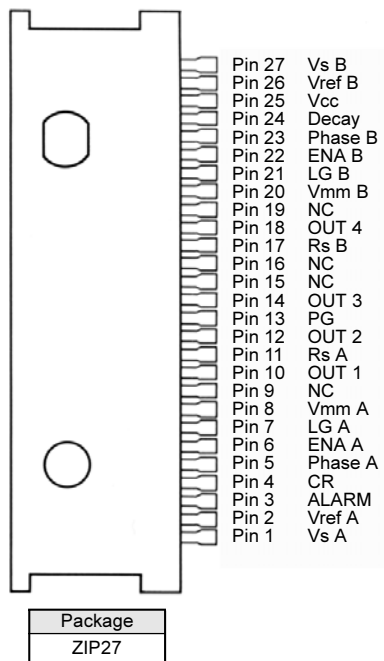 Pin 27 Vs B
Pin 26 Vref B
Pin 25 Vcc
Pin 24 Decay
Pin 23 Phase B
Pin 22 ENA B
Pin 21 LG B
Pin 20 Vmm B
Pin 19 NC
Pin 18 OUT 4
Pin 17 Rs B
Pin 16 NC
Pin 15 NC
Pin 14 OUT 3
Pin 13 PG
Pin 12 OUT 2
Pin 11 Rs A
Pin 10 OUT 1
Pin 9 NC
Pin 8 Vmm A
Pin 7 LG A
Pin 6 ENA A
Pin 5 Phase A
Pin 4 CR
Pin 3 ALARM
Pin 2 Vref A
Pin 1 Vs A
Package
ZIP27